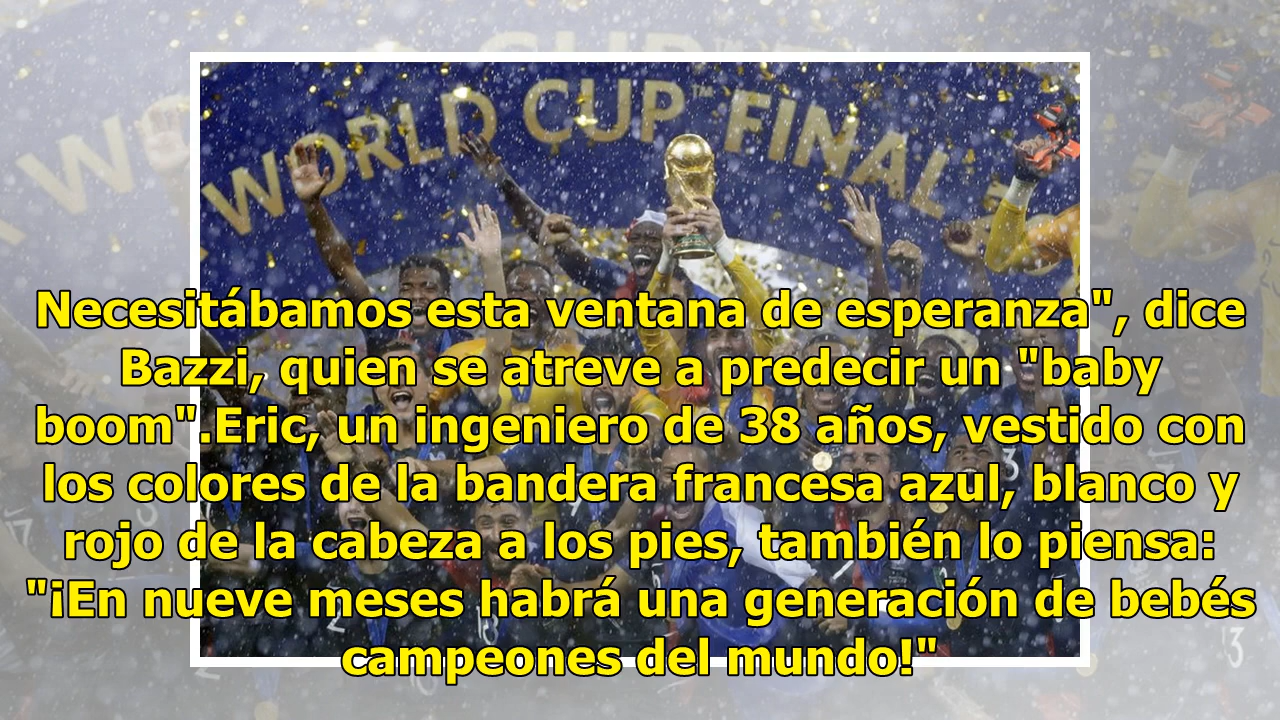 WORLD CUP™ FINAL
Necesitábamos esta ventana de esperanza", dice
Bazzi, quien se atreve a predecir un "baby
boom".Eric, un ingeniero de 38 años, vestido con
los colores de la bandera francesa azul, blanco y
rojo de la cabeza a los pies, también lo piensa:
"¡En nueve meses habrá una generación de bebés
campeones del mundo!"